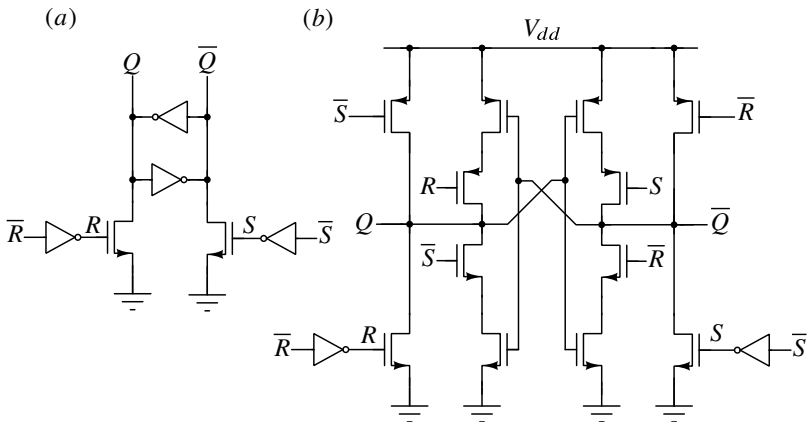 (a)
Q Q̅
R̅ R S S̅
(b)
V_dd
S̅ R̅
R S
Q Q̅
S̅ R̅
R̅ R S S̅